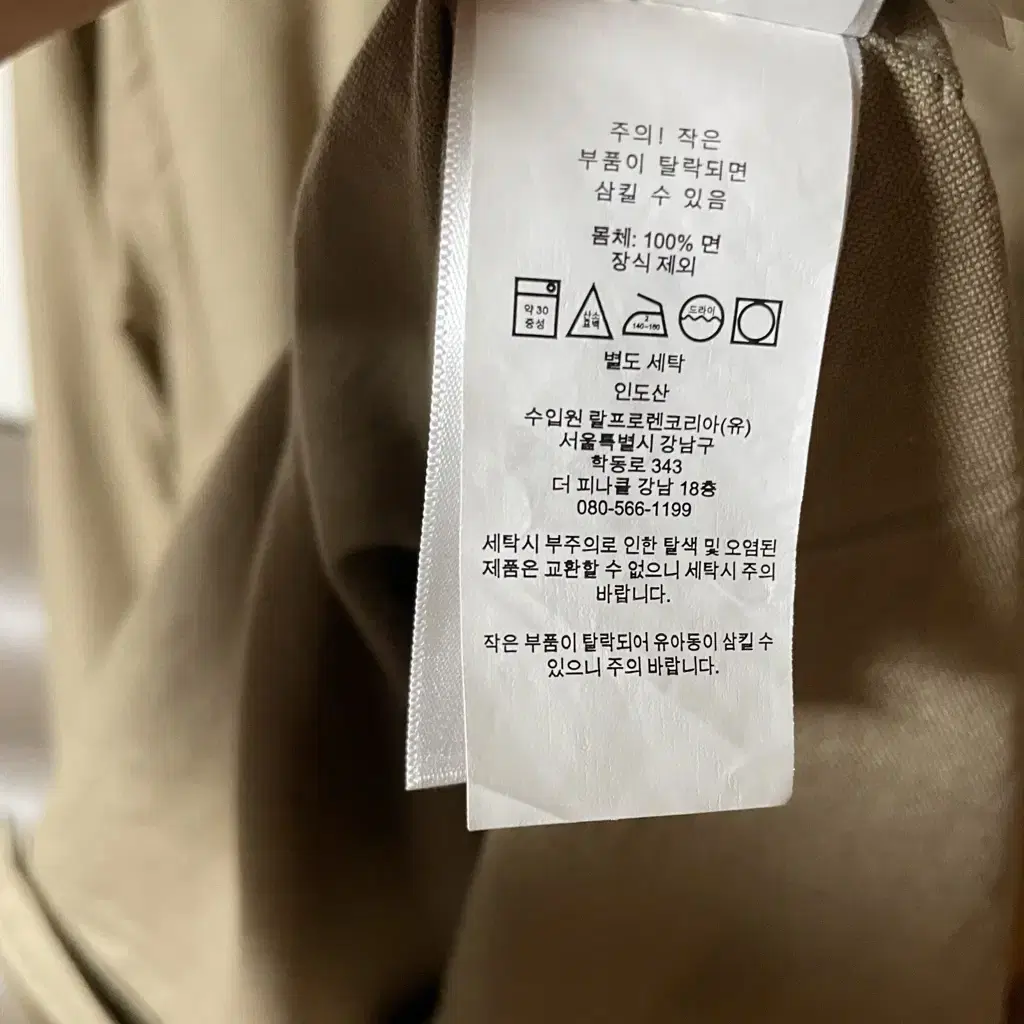 주의! 작은
부품이 탈락되면
삼킬 수 있음
몸체: 100% 면
장식 제외
약 30
중성
산소
표백
2
140~160
드라이
별도 세탁
인도산
수입원 랄프로렌코리아(유)
서울특별시 강남구
학동로 343
더 피나클 강남 18층
080-566-1199
세탁시 부주의로 인한 탈색 및 오염된
제품은 교환할 수 없으니 세탁시 주의
바랍니다.
작은 부품이 탈락되어 유아동이 삼킬 수
있으니 주의 바랍니다.